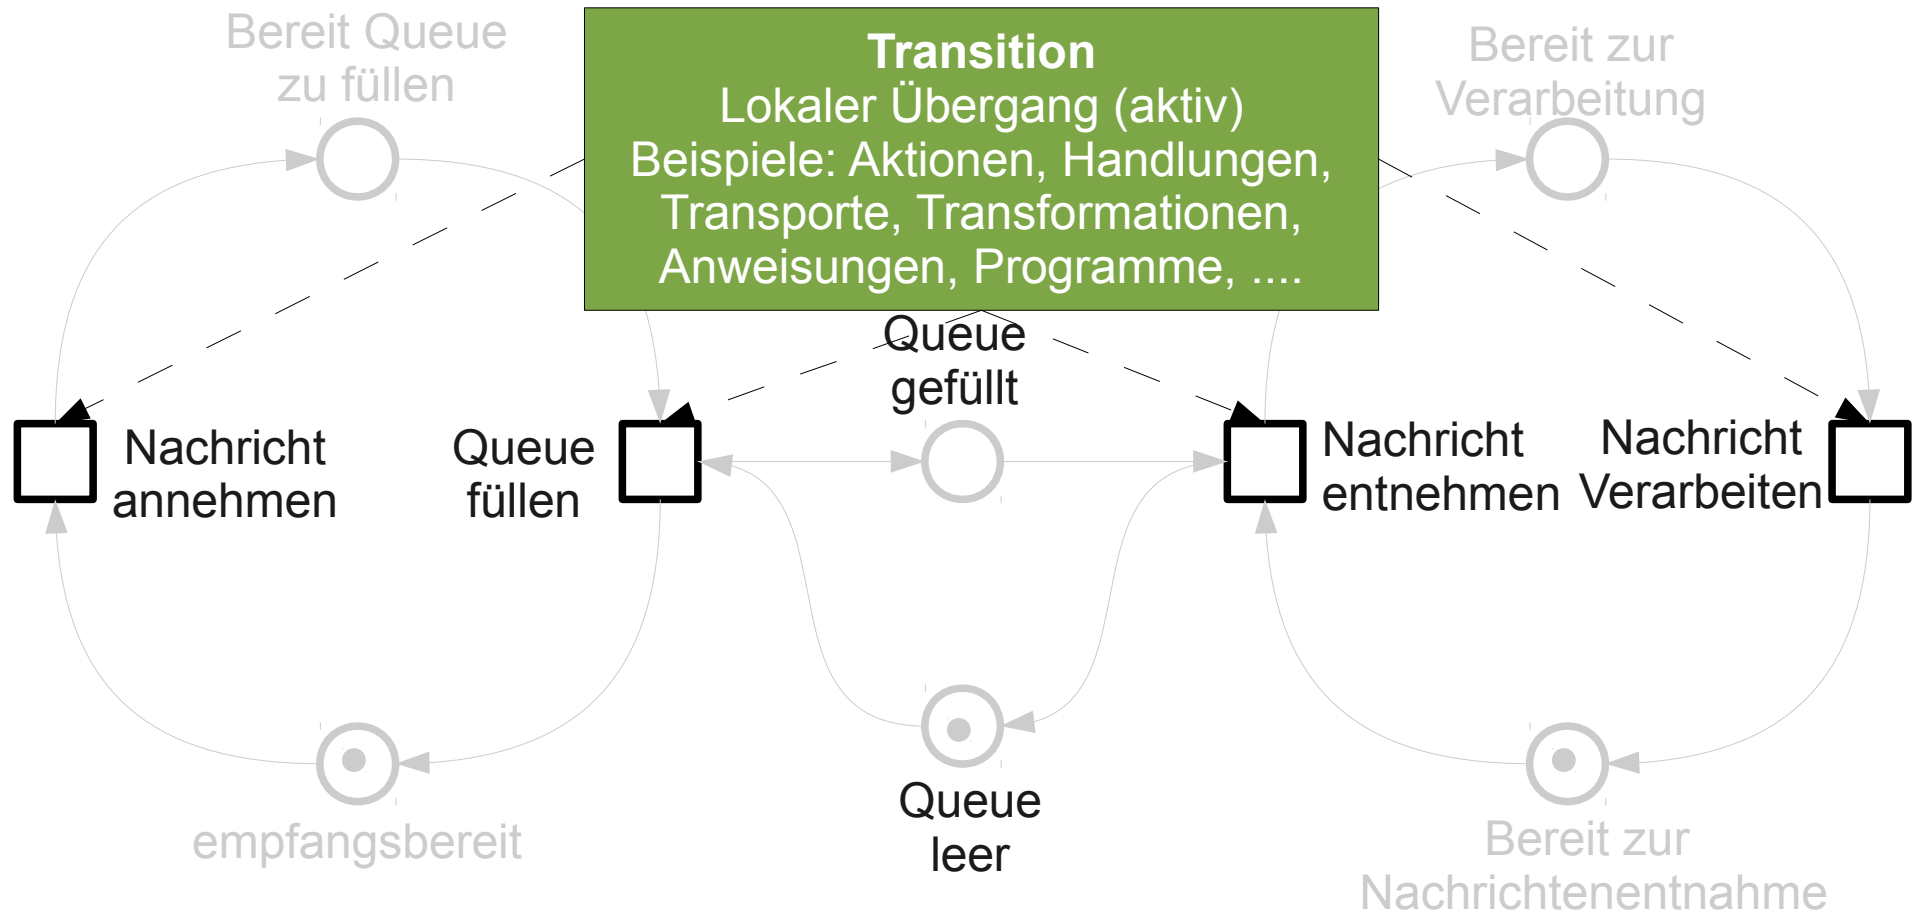 Bereit Queue
zu füllen
Transition
Lokaler Übergang (aktiv)
Beispiele: Aktionen, Handlungen,
Transporte, Transformationen,
Anweisungen, Programme, ....
Bereit zur
Verarbeitung
Queue
gefüllt
Nachricht
annehmen
Queue
füllen
Nachricht
entnehmen
Nachricht
Verarbeiten
empfangsbereit
Queue
leer
Bereit zur
Nachrichtenentnahme